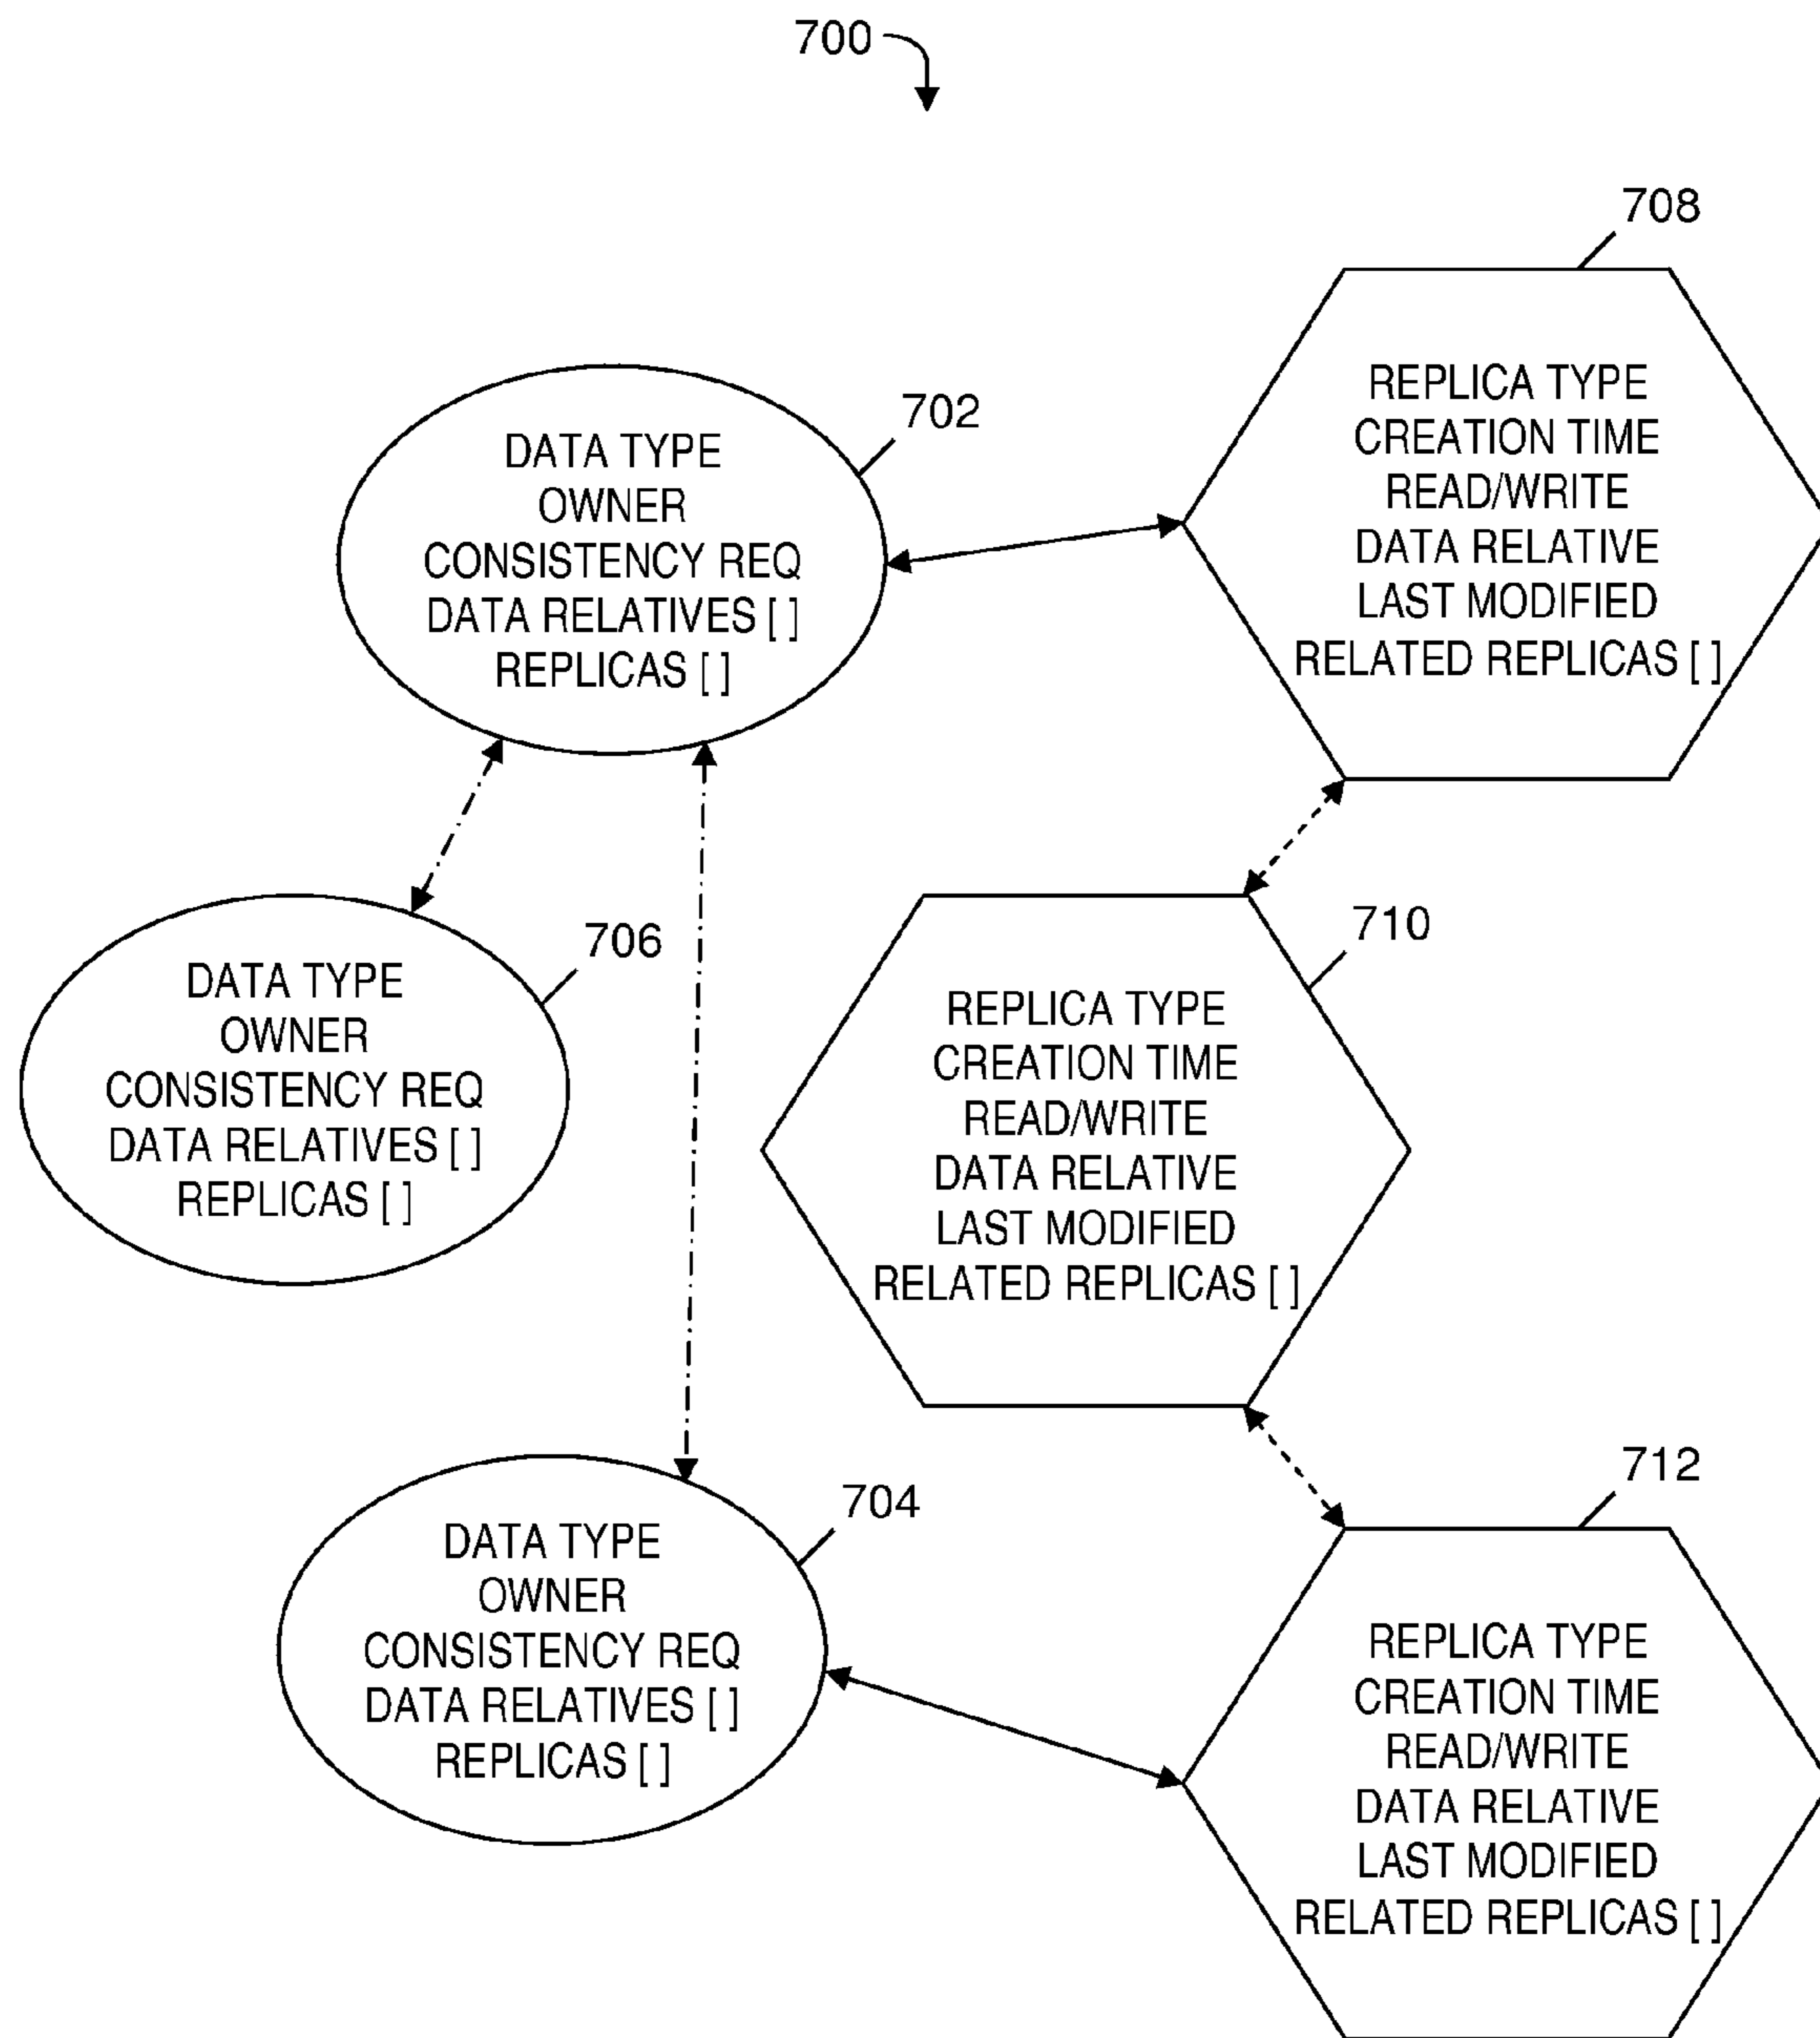 700
708
REPLICA TYPE
CREATION TIME
READ/WRITE
DATA RELATIVE
LAST MODIFIED
RELATED REPLICAS [ ]
702
DATA TYPE
OWNER
CONSISTENCY REQ
DATA RELATIVES [ ]
REPLICAS [ ]
706
DATA TYPE
OWNER
CONSISTENCY REQ
DATA RELATIVES [ ]
REPLICAS [ ]
710
REPLICA TYPE
CREATION TIME
READ/WRITE
DATA RELATIVE
LAST MODIFIED
RELATED REPLICAS [ ]
704
DATA TYPE
OWNER
CONSISTENCY REQ
DATA RELATIVES [ ]
REPLICAS [ ]
712
REPLICA TYPE
CREATION TIME
READ/WRITE
DATA RELATIVE
LAST MODIFIED
RELATED REPLICAS [ ]